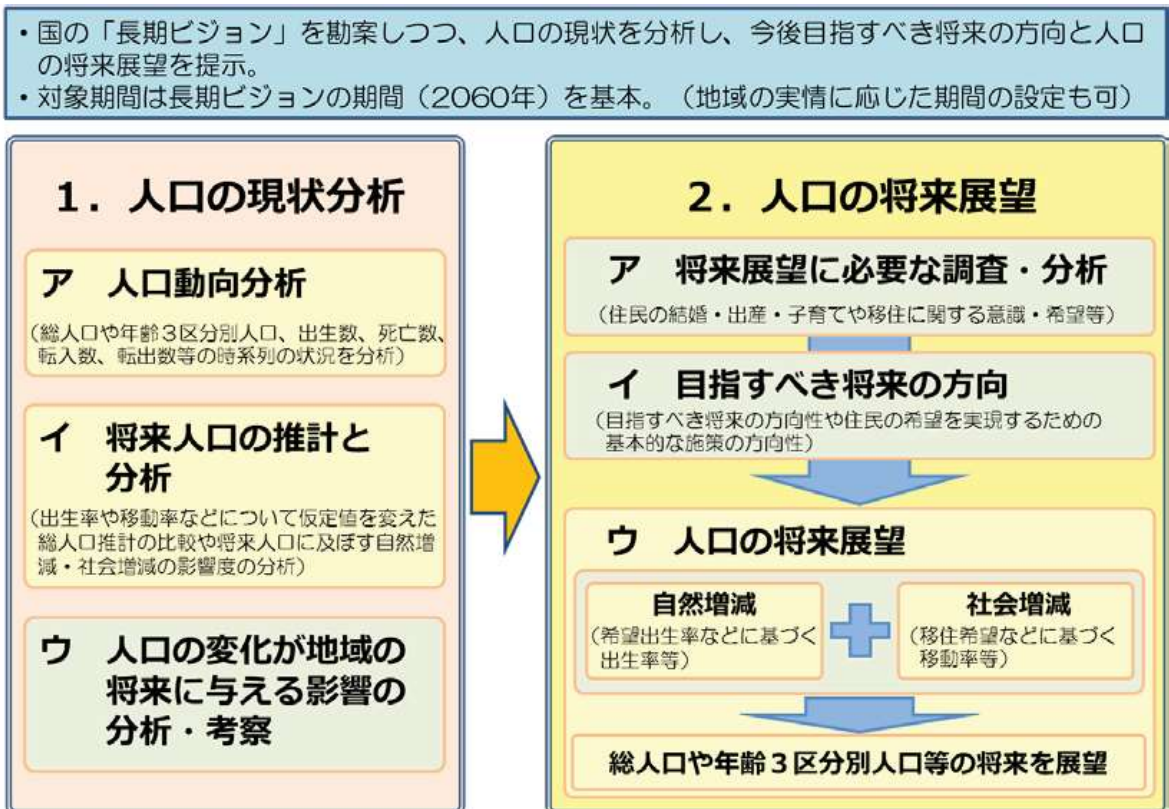 ・国の「長期ビジョン」を勘案しつつ、人口の現状を分析し、今後目指すべき将来の方向と人口
の将来展望を提示。
・対象期間は長期ビジョンの期間（2060年）を基本。（地域の実情に応じた期間の設定も可）
１．人口の現状分析
ア　人口動向分析
（総人口や年齢３区分別人口、出生数、死亡数、
転入数、転出数等の時系列の状況を分析）
イ　将来人口の推計と
分析
（出生率や移動率などについて仮定値を変えた
総人口推計の比較や将来人口に及ぼす自然増
減・社会増減の影響度の分析）
ウ　人口の変化が地域の
将来に与える影響の
分析・考察
２．人口の将来展望
ア　将来展望に必要な調査・分析
（住民の結婚・出産・子育てや移住に関する意識・希望等）
イ　目指すべき将来の方向
（目指すべき将来の方向性や住民の希望を実現するための
基本的な施策の方向性）
ウ　人口の将来展望
自然増減
（希望出生率などに基づく
出生率等）
社会増減
（移住希望などに基づく
移動率等）
総人口や年齢３区分別人口等の将来を展望